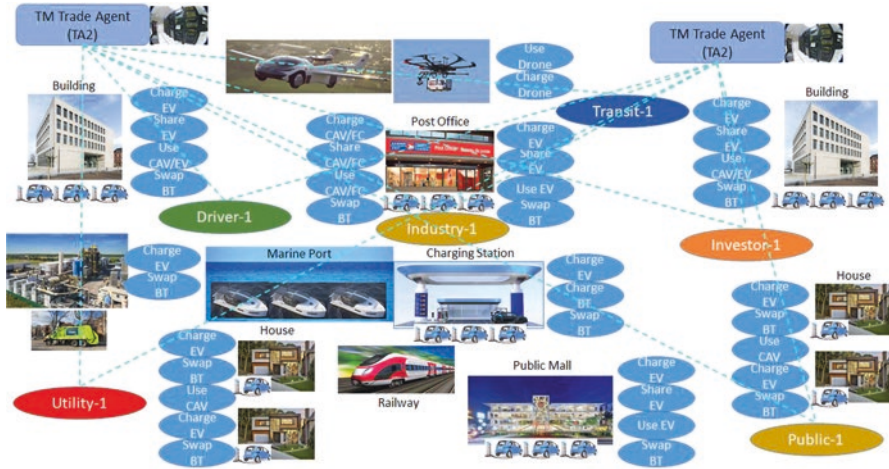 TM Trade Agent
(TA2)
TM Trade Agent
(TA2)
Use
Drone
Charge
Drone
Building
Charge
EV
Share
EV
Use
CAV/EV
Swap
BT
Charge
CAV/FC
Share
CAV/FC
Use
CAV/FC
Swap
BT
Post Office
Charge
EV
Share
EV
Use EV
Swap
BT
Transit-1
Charge
EV
Share
EV
Use
CAV/EV
Swap
BT
Building
Driver-1
Industry-1
Investor-1
Charge
EV
Swap
BT
Marine Port
Charging Station
Charge
EV
Charge
BT
Swap
BT
Charge
EV
Swap
BT
Use
CAV
Charge
EV
Swap
BT
House
Charge
EV
Swap
BT
Use
CAV
Charge
EV
Swap
BT
House
Railway
Public Mall
Charge
EV
Share
EV
Use EV
Swap
BT
Utility-1
Public-1